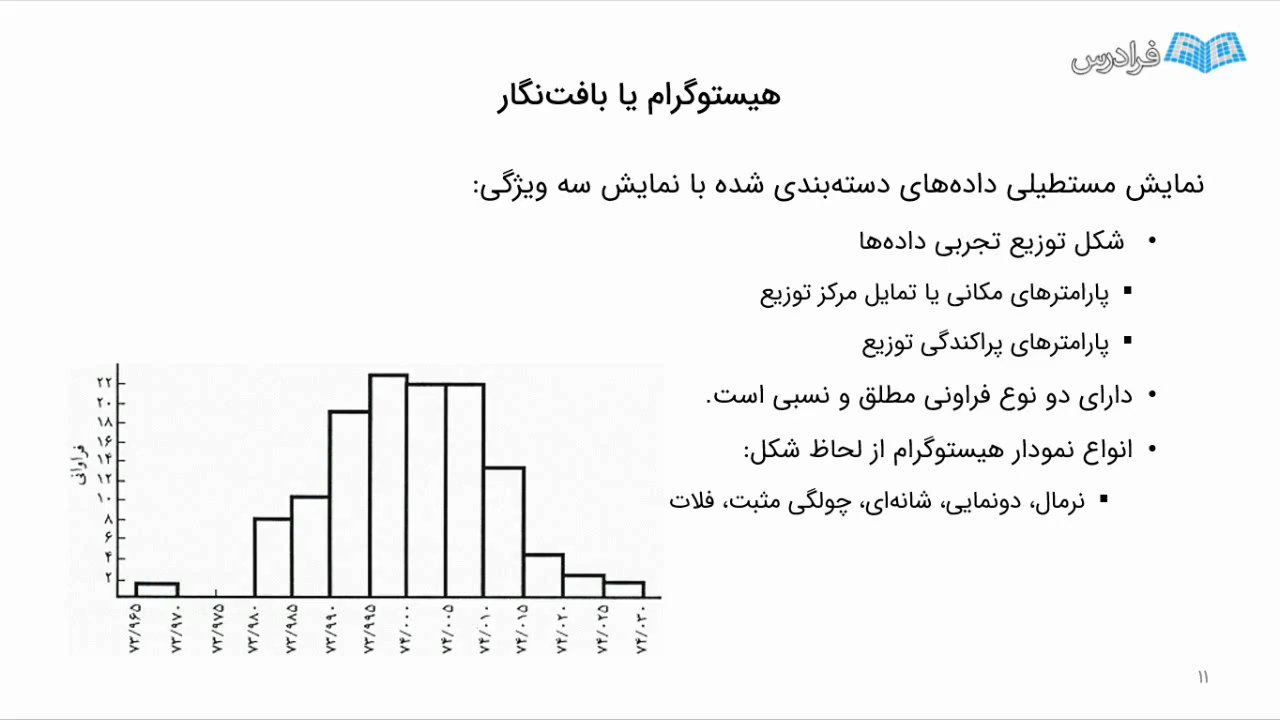 فرادرس
هیستوگرام یا بافت‌نگار
نمایش مستطیلی داده‌های دسته‌بندی شده با نمایش سه ویژگی:
• شکل توزیع تجربی داده‌ها
▪ پارامترهای مکانی یا تمایل مرکز توزیع
▪ پارامترهای پراکندگی توزیع
• دارای دو نوع فراونی مطلق و نسبی است.
• انواع نمودار هیستوگرام از لحاظ شکل:
▪ نرمال، دونمایی، شانه‌ای، چولگی مثبت، فلات
فراوانی
۲۲
۲۰
۱۸
۱۶
۱۴
۱۲
۱۰
۸
۶
۴
۲
۷۳/۹۶۵
۷۳/۹۷۰
۷۳/۹۷۵
۷۳/۹۸۰
۷۳/۹۸۵
۷۳/۹۹۰
۷۳/۹۹۵
۷۴/۰۰۰
۷۴/۰۰۵
۷۴/۰۱۰
۷۴/۰۱۵
۷۴/۰۲۰
۷۴/۰۲۵
۷۴/۰۳۰
۱۱